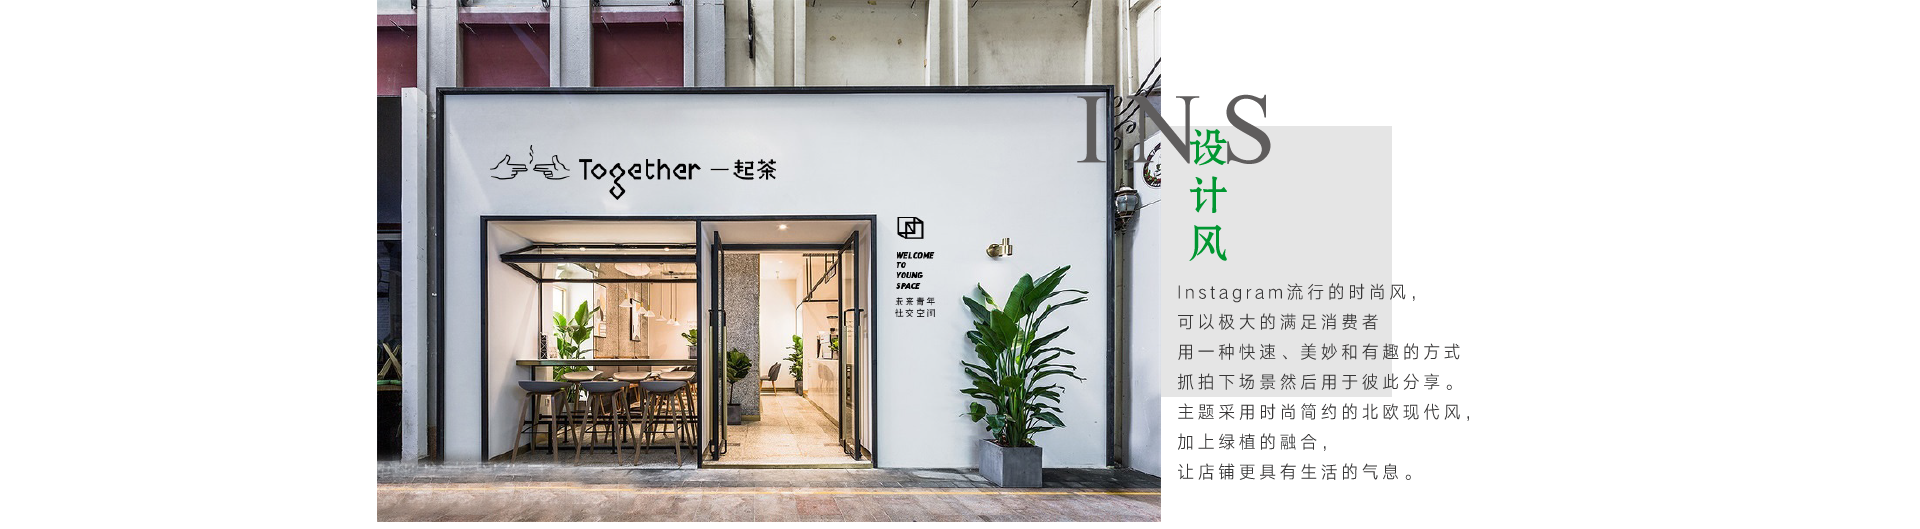 Together 一起茶
WELCOME
TO
YOUNG
SPACE
未来青年
社交空间
INS
设计风
Instagram流行的时尚风，
可以极大的满足消费者
用一种快速、美妙和有趣的方式
抓拍下场景然后用于彼此分享。
主题采用时尚简约的北欧现代风，
加上绿植的融合，
让店铺更具有生活的气息。